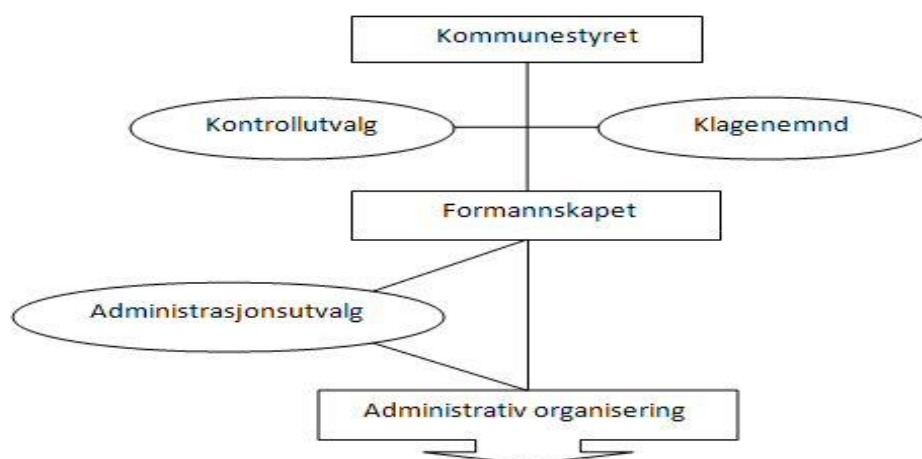 Kommunestyret
Kontrollutvalg
Klagenemnd
Formannskapet
Administrasjonsutvalg
Administrativ organisering